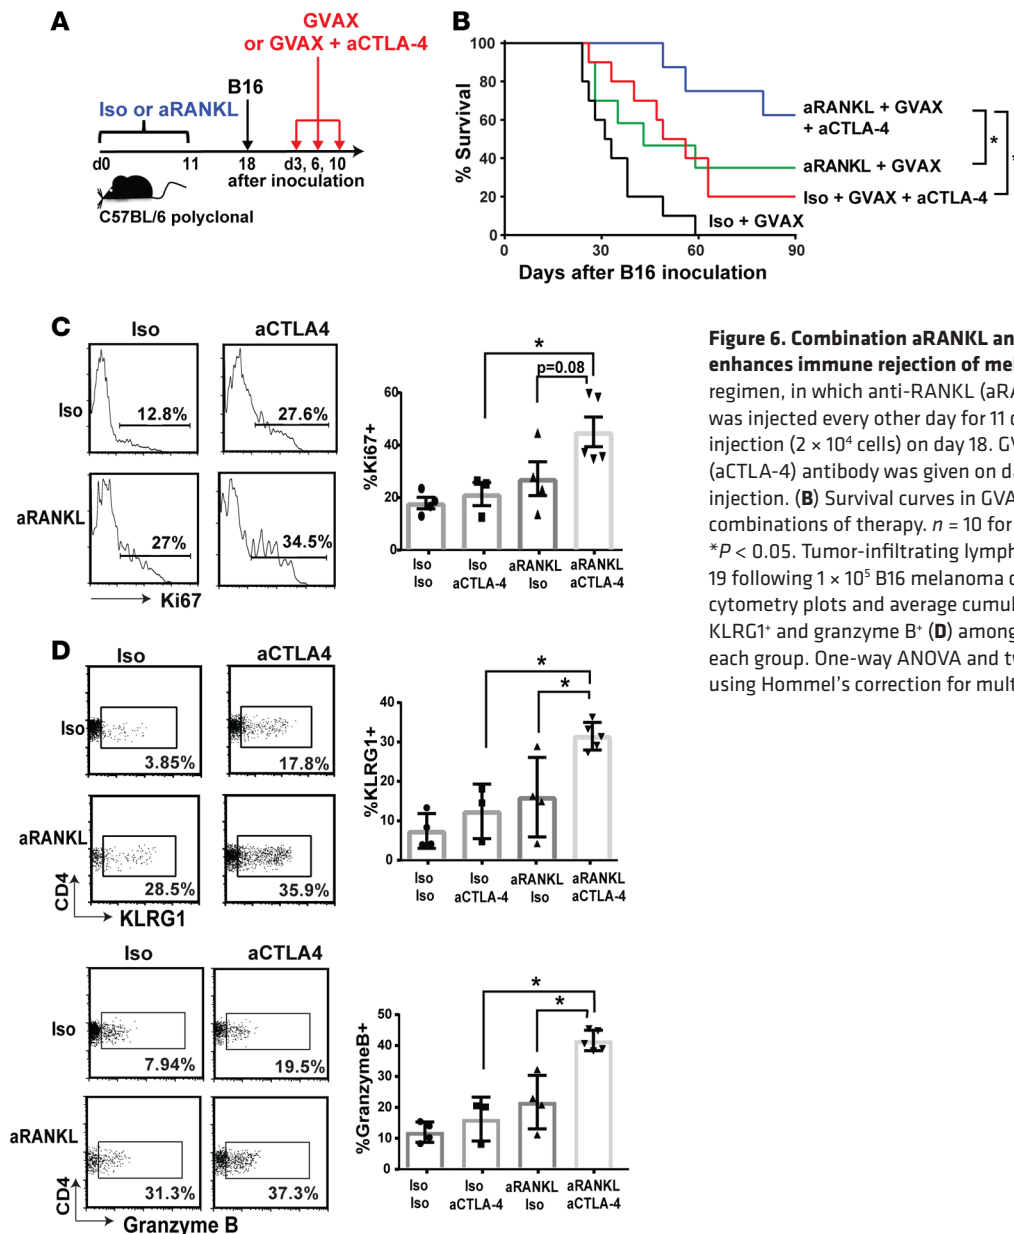 A
GVAX
or GVAX + aCTLA-4
B16
Iso or aRANKL
d0 11 18 d3, 6, 10
after inoculation
C57BL/6 polyclonal
B
% Survival
100
80
60
40
20
0
0 30 60 90
Days after B16 inoculation
aRANKL + GVAX
+ aCTLA-4
aRANKL + GVAX
Iso + GVAX + aCTLA-4
Iso + GVAX
*
*
C
Iso aCTLA4
Iso
12.8% 27.6%
aRANKL
27% 34.5%
Ki67
%Ki67+
60
40
20
0
*
p=0.08
Iso Iso aRANKL aRANKL
Iso aCTLA-4 Iso aCTLA-4
D
Iso aCTLA4
Iso
3.85% 17.8%
aRANKL
28.5% 35.9%
CD4
KLRG1
%KLRG1+
40
30
20
10
0
*
*
Iso Iso aRANKL aRANKL
Iso aCTLA-4 Iso aCTLA-4
Iso aCTLA4
Iso
7.94% 19.5%
aRANKL
31.3% 37.3%
CD4
Granzyme B
%GranzymeB+
50
40
30
20
10
0
*
*
Iso Iso aRANKL aRANKL
Iso aCTLA-4 Iso aCTLA-4
Figure 6. Combination aRANKL an
enhances immune rejection of mel
regimen, in which anti-RANKL (aRA
was injected every other day for 11 d
injection (2 × 10⁴ cells) on day 18. GV
(aCTLA-4) antibody was given on da
injection. (B) Survival curves in GVA
combinations of therapy. n = 10 for
*P < 0.05. Tumor-infiltrating lymph
19 following 1 × 10⁵ B16 melanoma c
cytometry plots and average cumul
KLRG1⁺ and granzyme B⁺ (D) among
each group. One-way ANOVA and tw
using Hommel's correction for mult